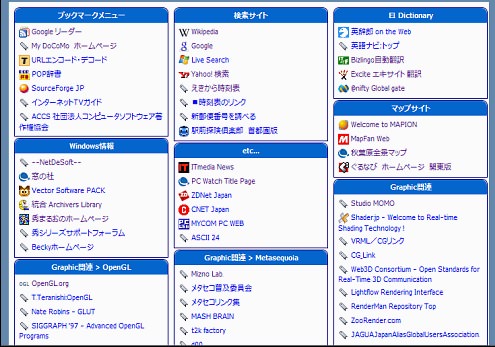 ブックマークメニュー
Google リーダー
My DoCoMo ホームページ
URLエンコード・デコード
POP辞書
SourceForge JP
インターネットTVガイド
ACCS 社団法人コンピュータソフトウェア著
作権協会
Windows情報
--NetDeSoft--
窓の杜
Vector Software PACK
統合 Archivers Library
秀まるおのホームページ
秀シリーズサポートフォーラム
Beckyホームページ
Graphic関連 > OpenGL
OpenGL.org
T.Teranishi:OpenGL
Nate Robins - GLUT
SIGGRAPH '97 - Advanced OpenGL
Programs
検索サイト
Wikipedia
Google
Live Search
Yahoo! 検索
えきから時刻表
■時刻表のリンク
新郵便番号を調べる
駅前探険倶楽部 首都圏版
etc...
ITmedia News
PC Watch Title Page
ZDNet Japan
CNET Japan
MYCOM PC WEB
ASCII 24
Graphic関連 > Metasequoia
Mizno Lab.
メタセコ普及委員会
メタセコリンク集
MASH BRAIN
t2k factory
EI Dictionary
英辞郎 on the Web
英語ナビ:トップ
Bizlingo自動翻訳
Excite エキサイト 翻訳
@nifty Global gate
マップサイト
Welcome to MAPION
MapFan Web
秋葉原全景マップ
ぐるなび ホームページ 関東版
Graphic関連
Studio MOMO
Shader.jp - Welcome to Real-time
Shading Technology !
VRML／CGリンク
CG_Link
Web3D Consortium - Open Standards for
Real-Time 3D Communication
Lightflow Rendering Interface
RenderMan Repository Top
ZooRender.com
JAGUAJapanAliasGlobalUsersAssociation